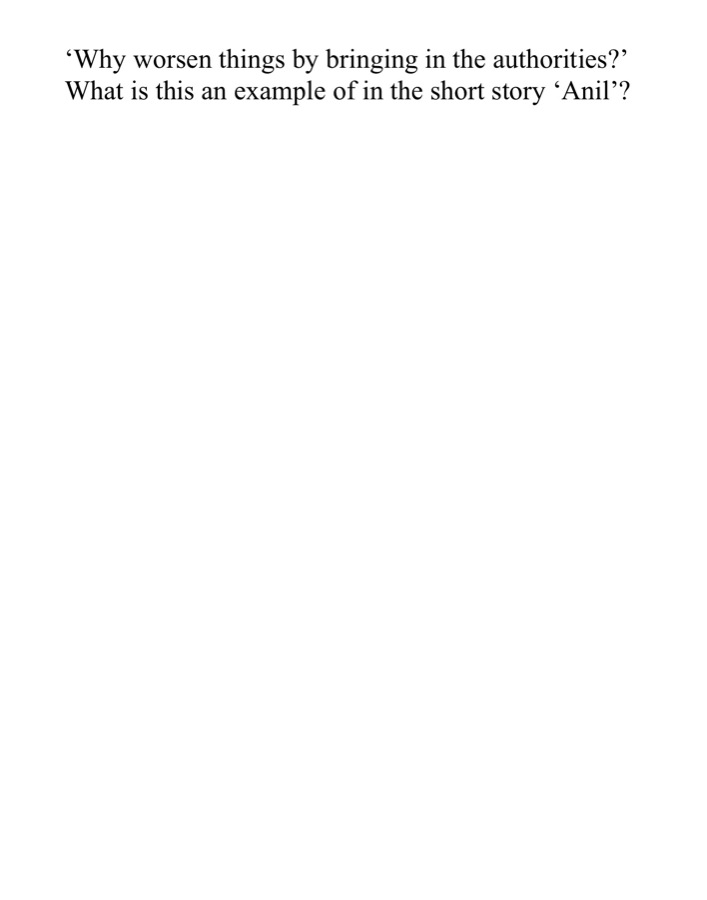 ‘Why worsen things by bringing in the authorities?’
What is this an example of in the short story ‘Anil’?